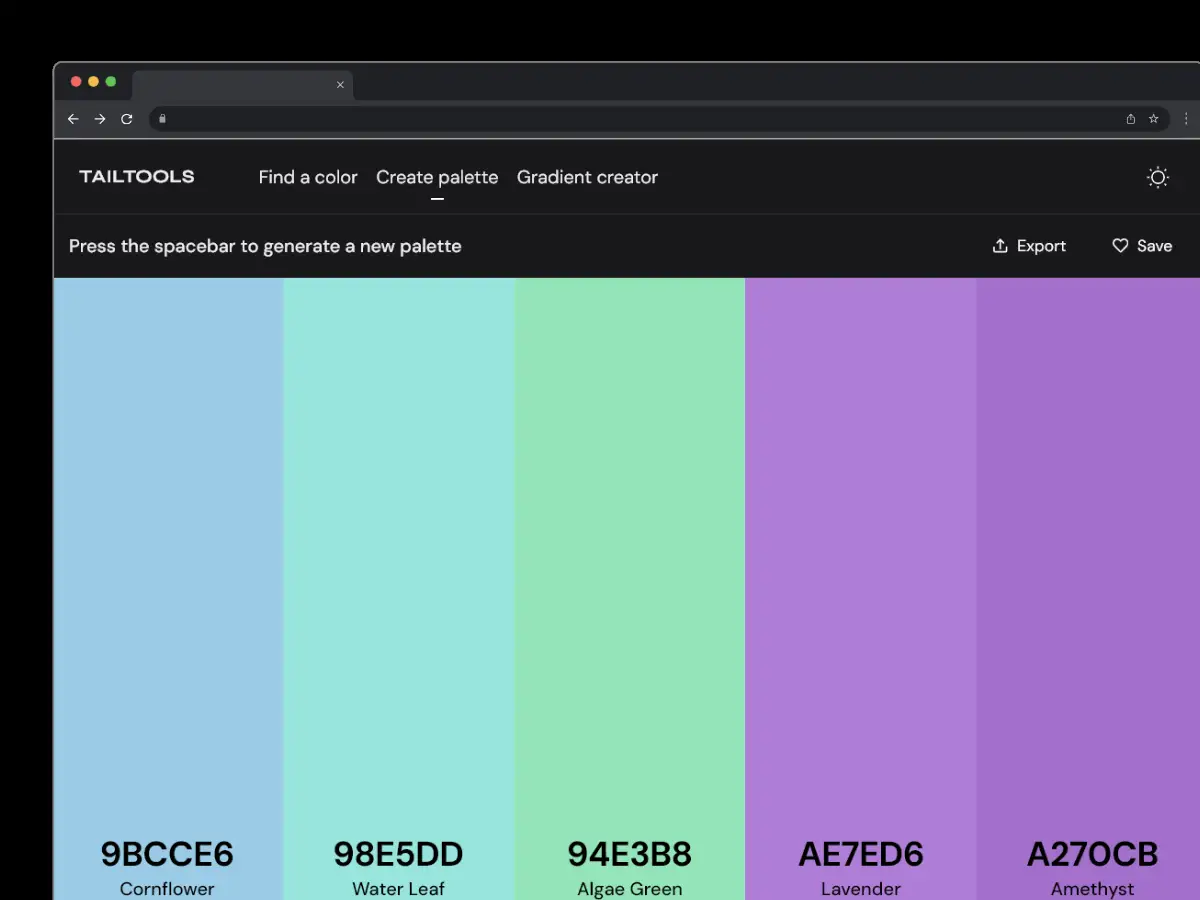 TAILTOOLS Find a color Create palette Gradient creator
Press the spacebar to generate a new palette Export Save
9BCCE6 98E5DD 94E3B8 AE7ED6 A270CB
Cornflower Water Leaf Algae Green Lavender Amethyst